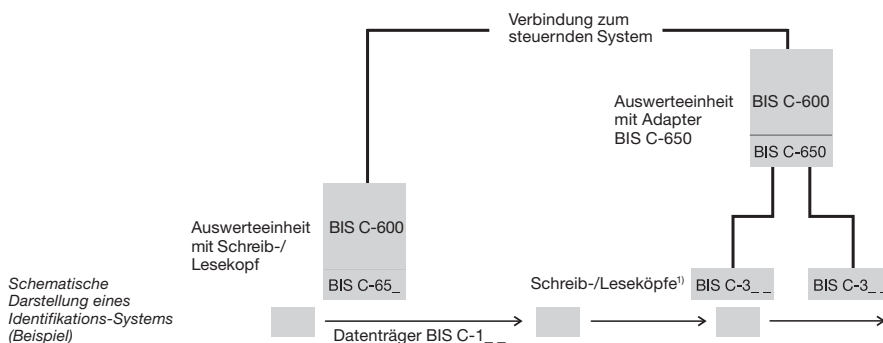 Verbindung zum
steuernden System
Auswerteeinheit
mit Adapter
BIS C-650
BIS C-600
BIS C-650
Auswerteeinheit
mit Schreib-/
Lesekopf
BIS C-600
BIS C-65_
Schreib-/Leseköpfe¹⁾
BIS C-3_ _
BIS C-3_ _
Schematische
Darstellung eines
Identifikations-Systems
(Beispiel)
Datenträger BIS C-1_ _